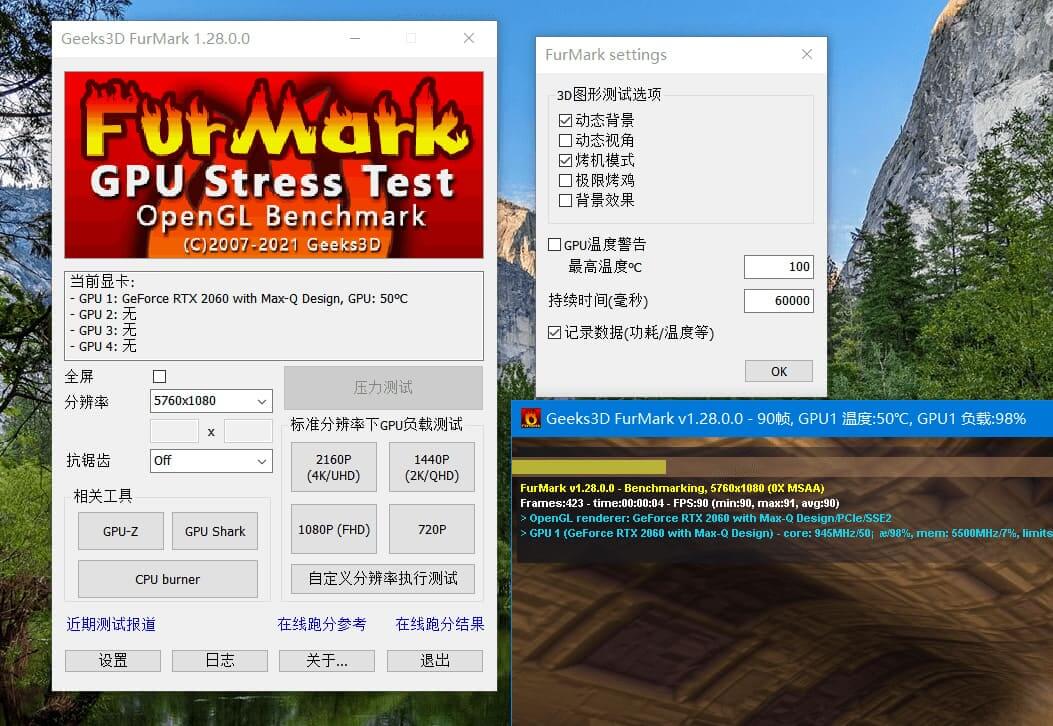 Geeks3D FurMark 1.28.0.0
FurMark
GPU Stress Test
OpenGL Benchmark
(C)2007-2021 Geeks3D
当前显卡:
- GPU 1: GeForce RTX 2060 with Max-Q Design, GPU: 50ºC
- GPU 2: 无
- GPU 3: 无
- GPU 4: 无
全屏
分辨率
5760x1080
x
抗锯齿
Off
相关工具
GPU-Z
GPU Shark
CPU burner
压力测试
标准分辨率下GPU负载测试
2160P
(4K/UHD)
1440P
(2K/QHD)
1080P (FHD)
720P
自定义分辨率执行测试
近期测试报道
在线跑分参考
在线跑分结果
设置
日志
关于...
退出
FurMark settings
3D图形测试选项
动态背景
动态视角
烤机模式
极限烤鸡
背景效果
GPU温度警告
最高温度ºC
100
持续时间(毫秒)
60000
记录数据(功耗/温度等)
OK
Geeks3D FurMark v1.28.0.0 - 90帧, GPU1 温度:50℃, GPU1 负载:98%
FurMark v1.28.0.0 - Benchmarking, 5760x1080 (0X MSAA)
Frames:423 - time:00:00:04 - FPS:90 (min:90, max:91, avg:90)
> OpenGL renderer: GeForce RTX 2060 with Max-Q Design/PCIe/SSE2
> GPU 1 (GeForce RTX 2060 with Max-Q Design) - core: 945MHz/50¡ æ/98%, mem: 5500MHz/7%, limits